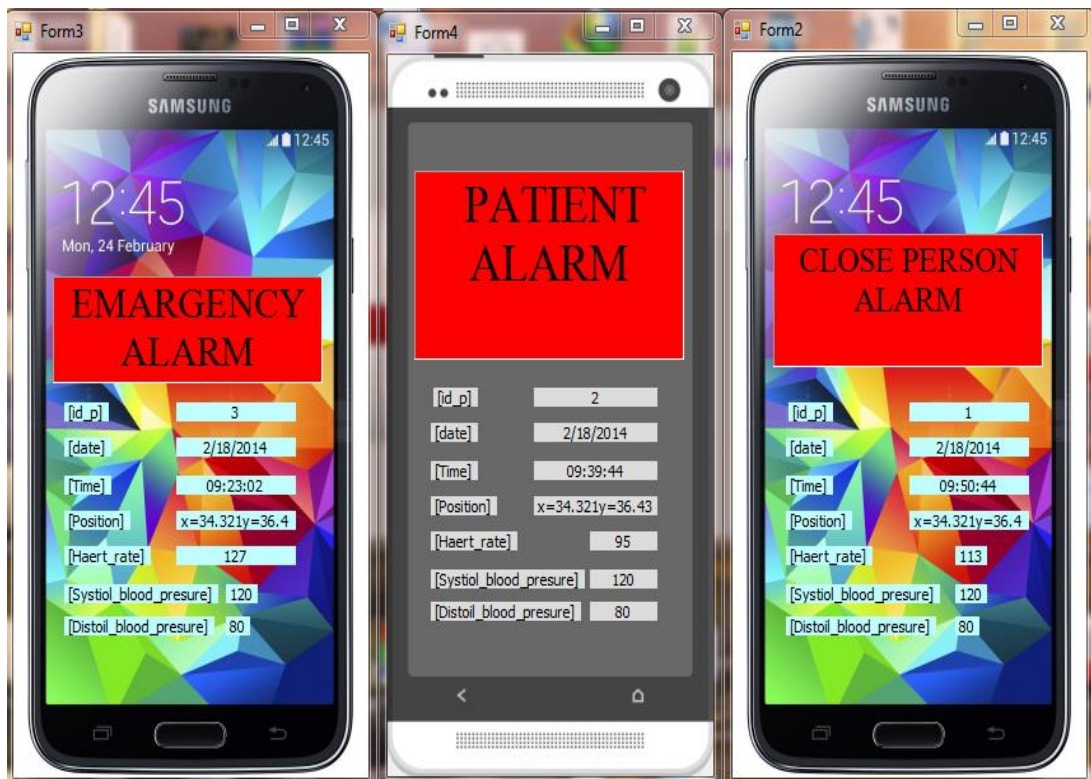 Form3
SAMSUNG
12:45
12:45
Mon, 24 February
EMARGENCY
ALARM
[id_p] 3
[date] 2/18/2014
[Time] 09:23:02
[Position] x=34.321y=36.4
[Haert_rate] 127
[Systiol_blood_presure] 120
[Distoil_blood_presure] 80
Form4
PATIENT
ALARM
[id_p] 2
[date] 2/18/2014
[Time] 09:39:44
[Position] x=34.321y=36.43
[Haert_rate] 95
[Systiol_blood_presure] 120
[Distoil_blood_presure] 80
Form2
SAMSUNG
12:45
12:45
CLOSE PERSON
ALARM
[id_p] 1
[date] 2/18/2014
[Time] 09:50:44
[Position] x=34.321y=36.4
[Haert_rate] 113
[Systiol_blood_presure] 120
[Distoil_blood_presure] 80